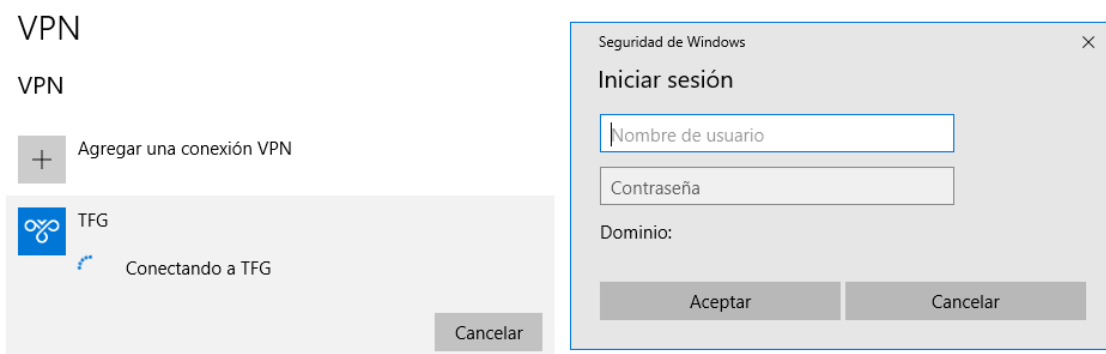 VPN
VPN
Agregar una conexión VPN
TFG
Conectando a TFG
Cancelar
Seguridad de Windows
Iniciar sesión
Nombre de usuario
Contraseña
Dominio:
Aceptar
Cancelar